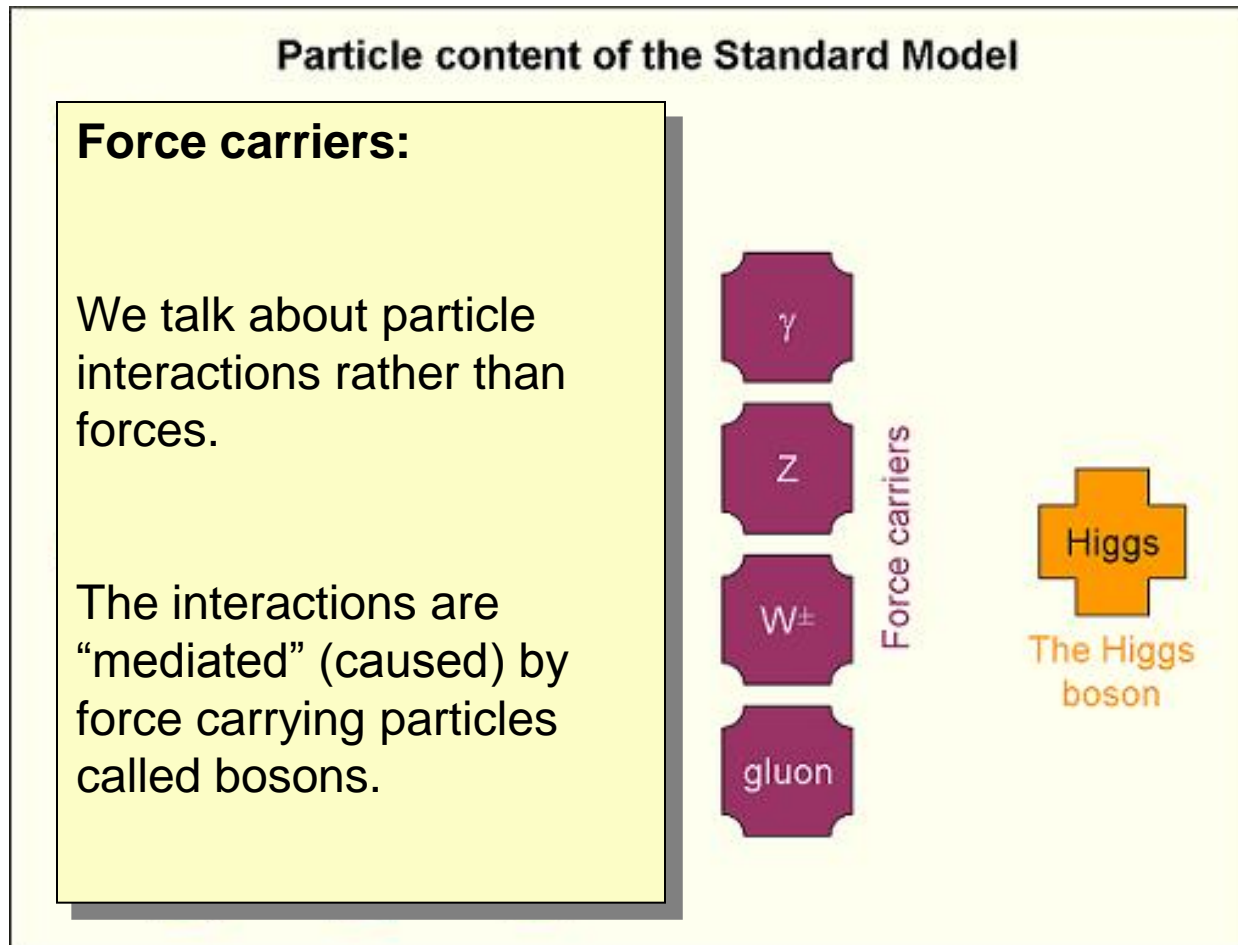 Particle content of the Standard Model
Force carriers:
We talk about particle
interactions rather than
forces.
The interactions are
“mediated” (caused) by
force carrying particles
called bosons.
γ
Z
W±
gluon
Force carriers
Higgs
The Higgs
boson